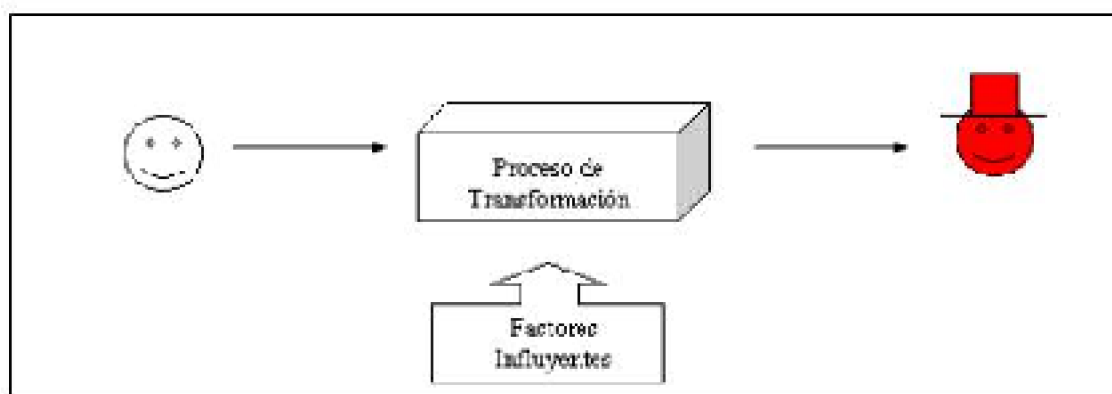 Proceso de
Transformación
Factores
Influyentes